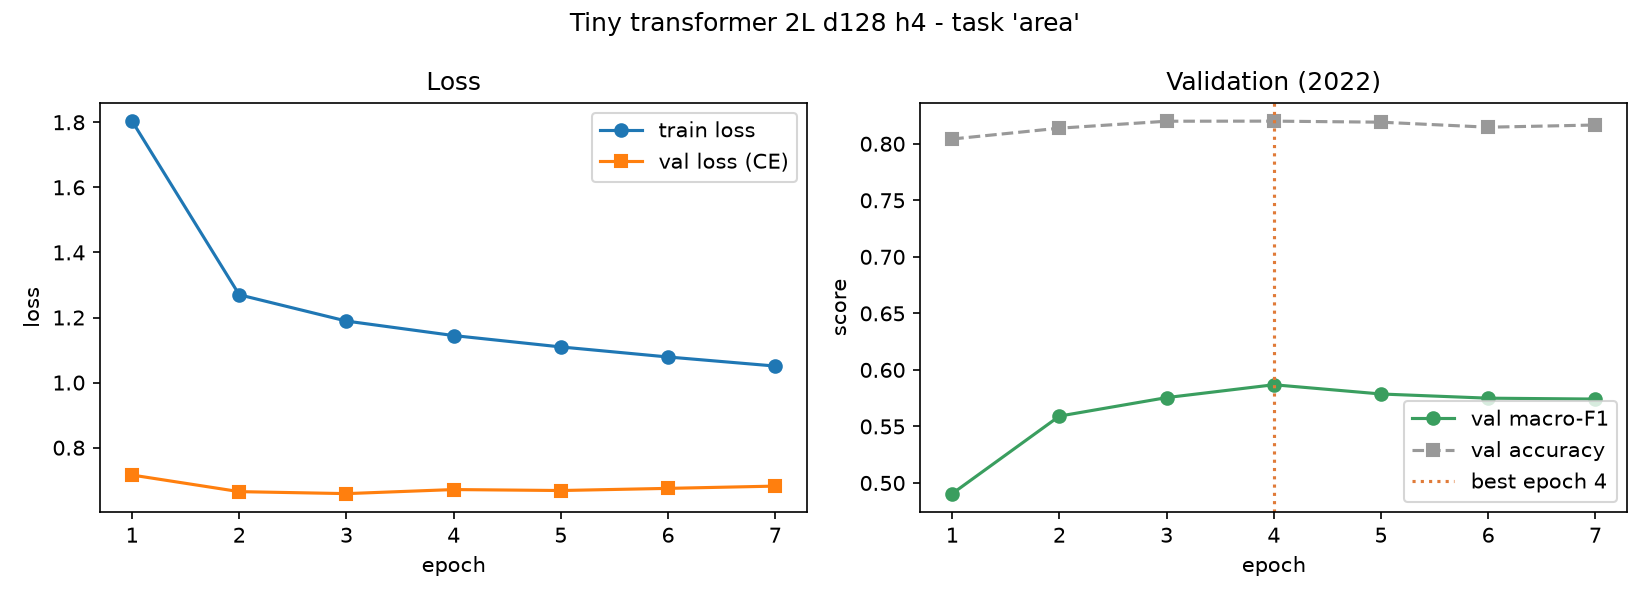 Tiny transformer 2L d128 h4 - task 'area'
Loss
1.8
1.6
1.4
1.2
1.0
0.8
loss
train loss
val loss (CE)
1 2 3 4 5 6 7
epoch
Validation (2022)
0.80
0.75
0.70
0.65
0.60
0.55
0.50
score
val macro-F1
val accuracy
best epoch 4
1 2 3 4 5 6 7
epoch